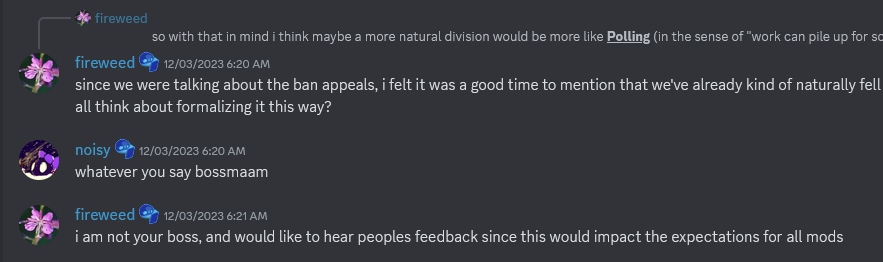 fireweed
so with that in mind i think maybe a more natural division would be more like Polling (in the sense of "work can pile up for so
fireweed 12/03/2023 6:20 AM
since we were talking about the ban appeals, i felt it was a good time to mention that we've already kind of naturally fell
all think about formalizing it this way?
noisy 12/03/2023 6:20 AM
whatever you say bossmaam
fireweed 12/03/2023 6:21 AM
i am not your boss, and would like to hear peoples feedback since this would impact the expectations for all mods